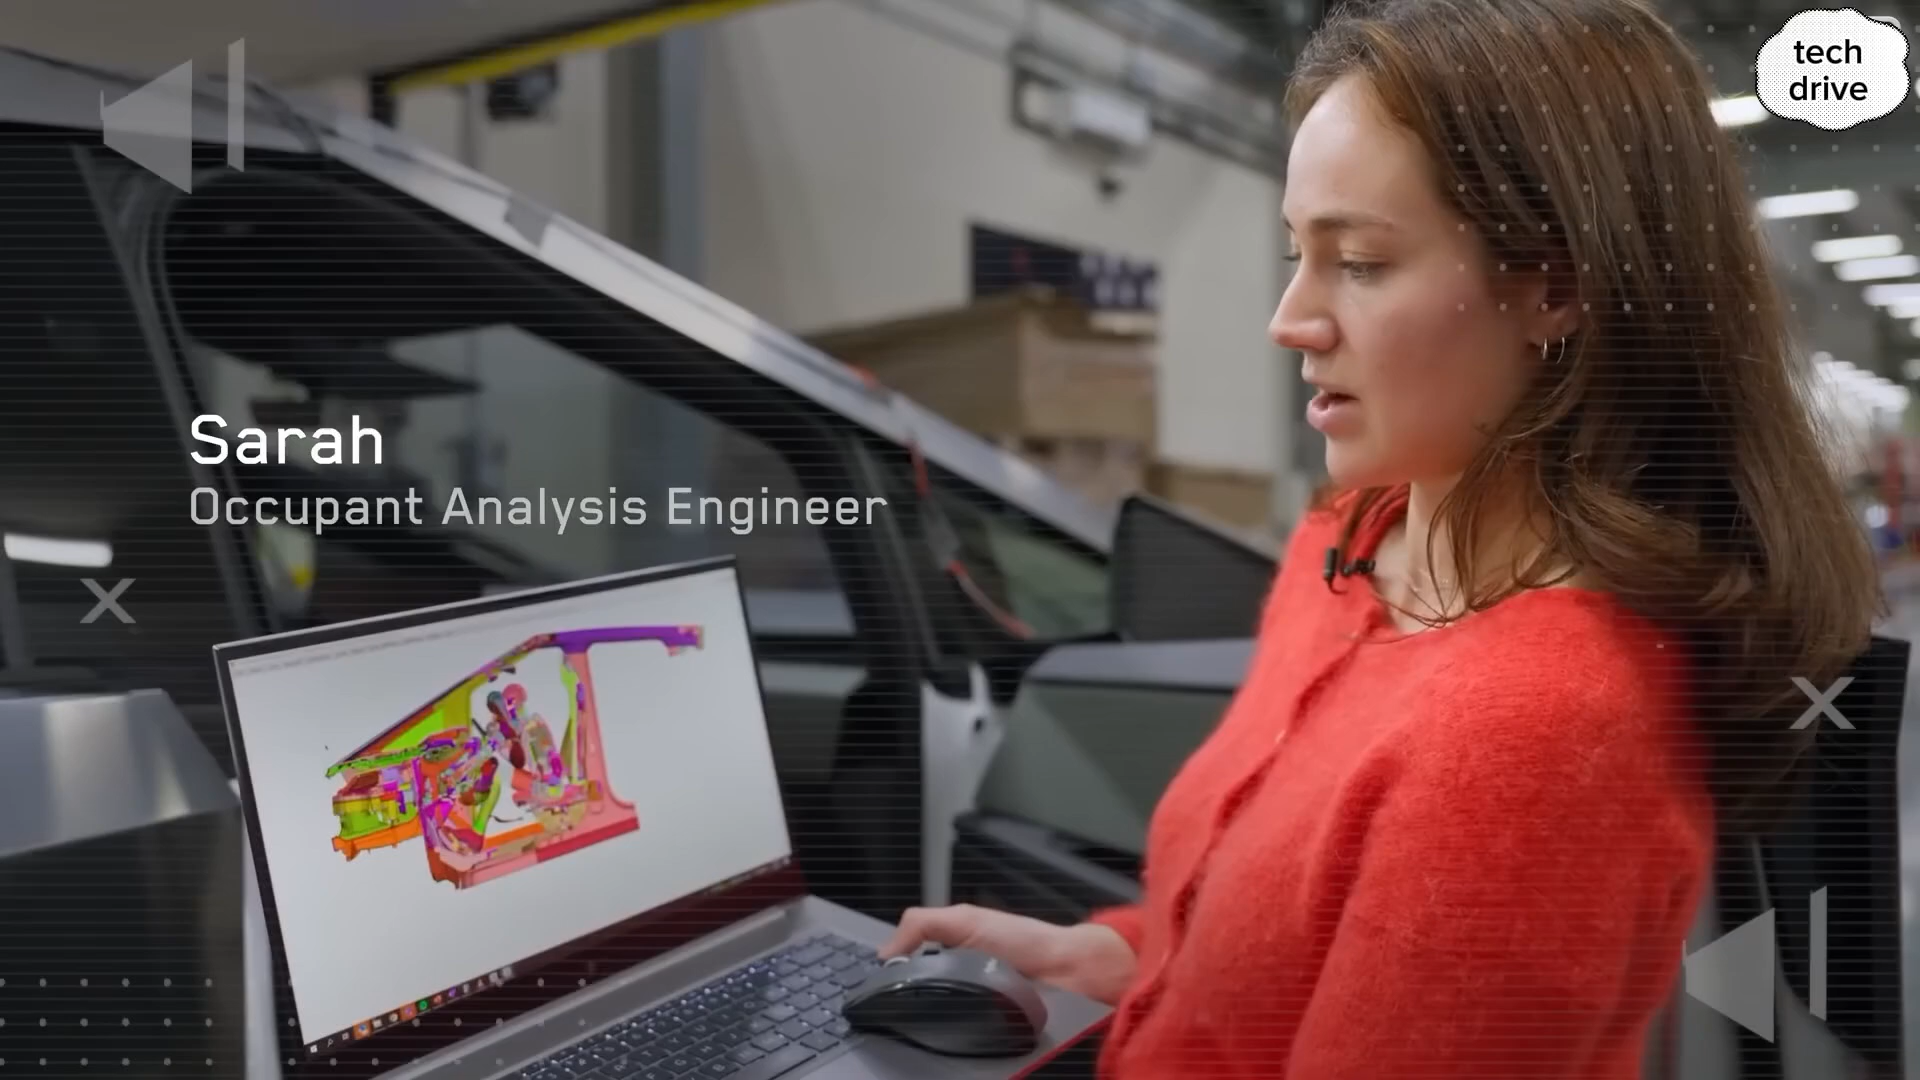 tech
drive
Sarah
Occupant Analysis Engineer